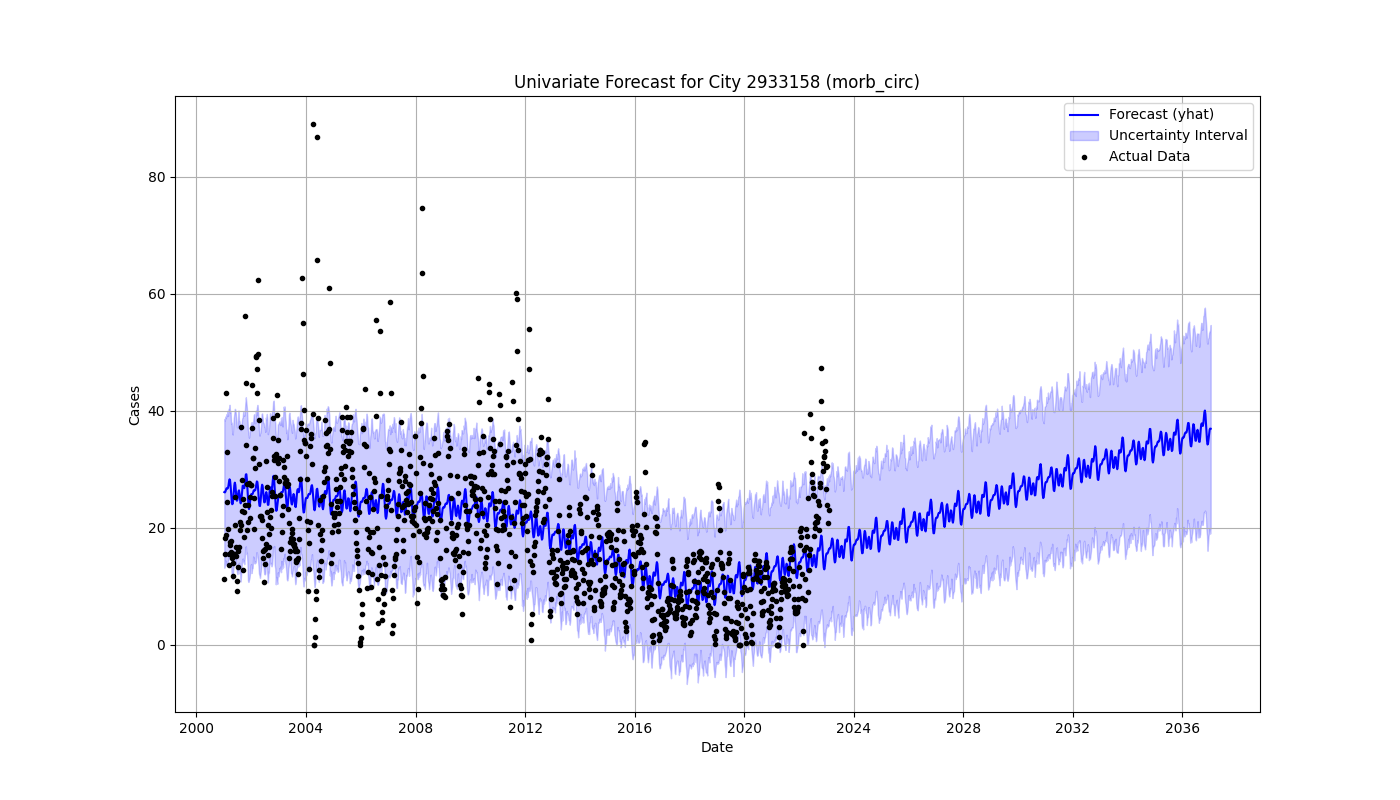 Univariate Forecast for City 2933158 (morb_circ)
Forecast (yhat)
Uncertainty Interval
Actual Data
Cases
80
60
40
20
0
2000 2004 2008 2012 2016 2020 2024 2028 2032 2036
Date